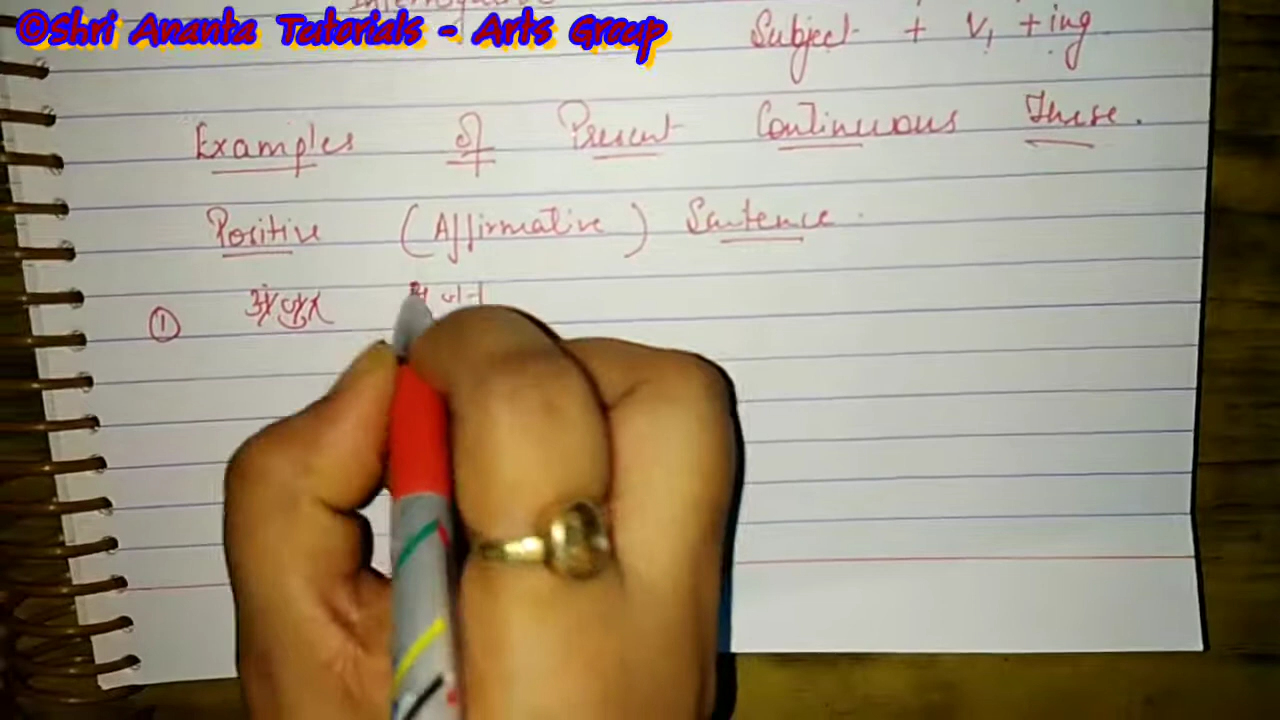 ©Shri Ananta Tutorials - Arts Group
Subject + V1 + ing
Examples of Present Continuous Tense.
Positive (Affirmative) Sentence.
①